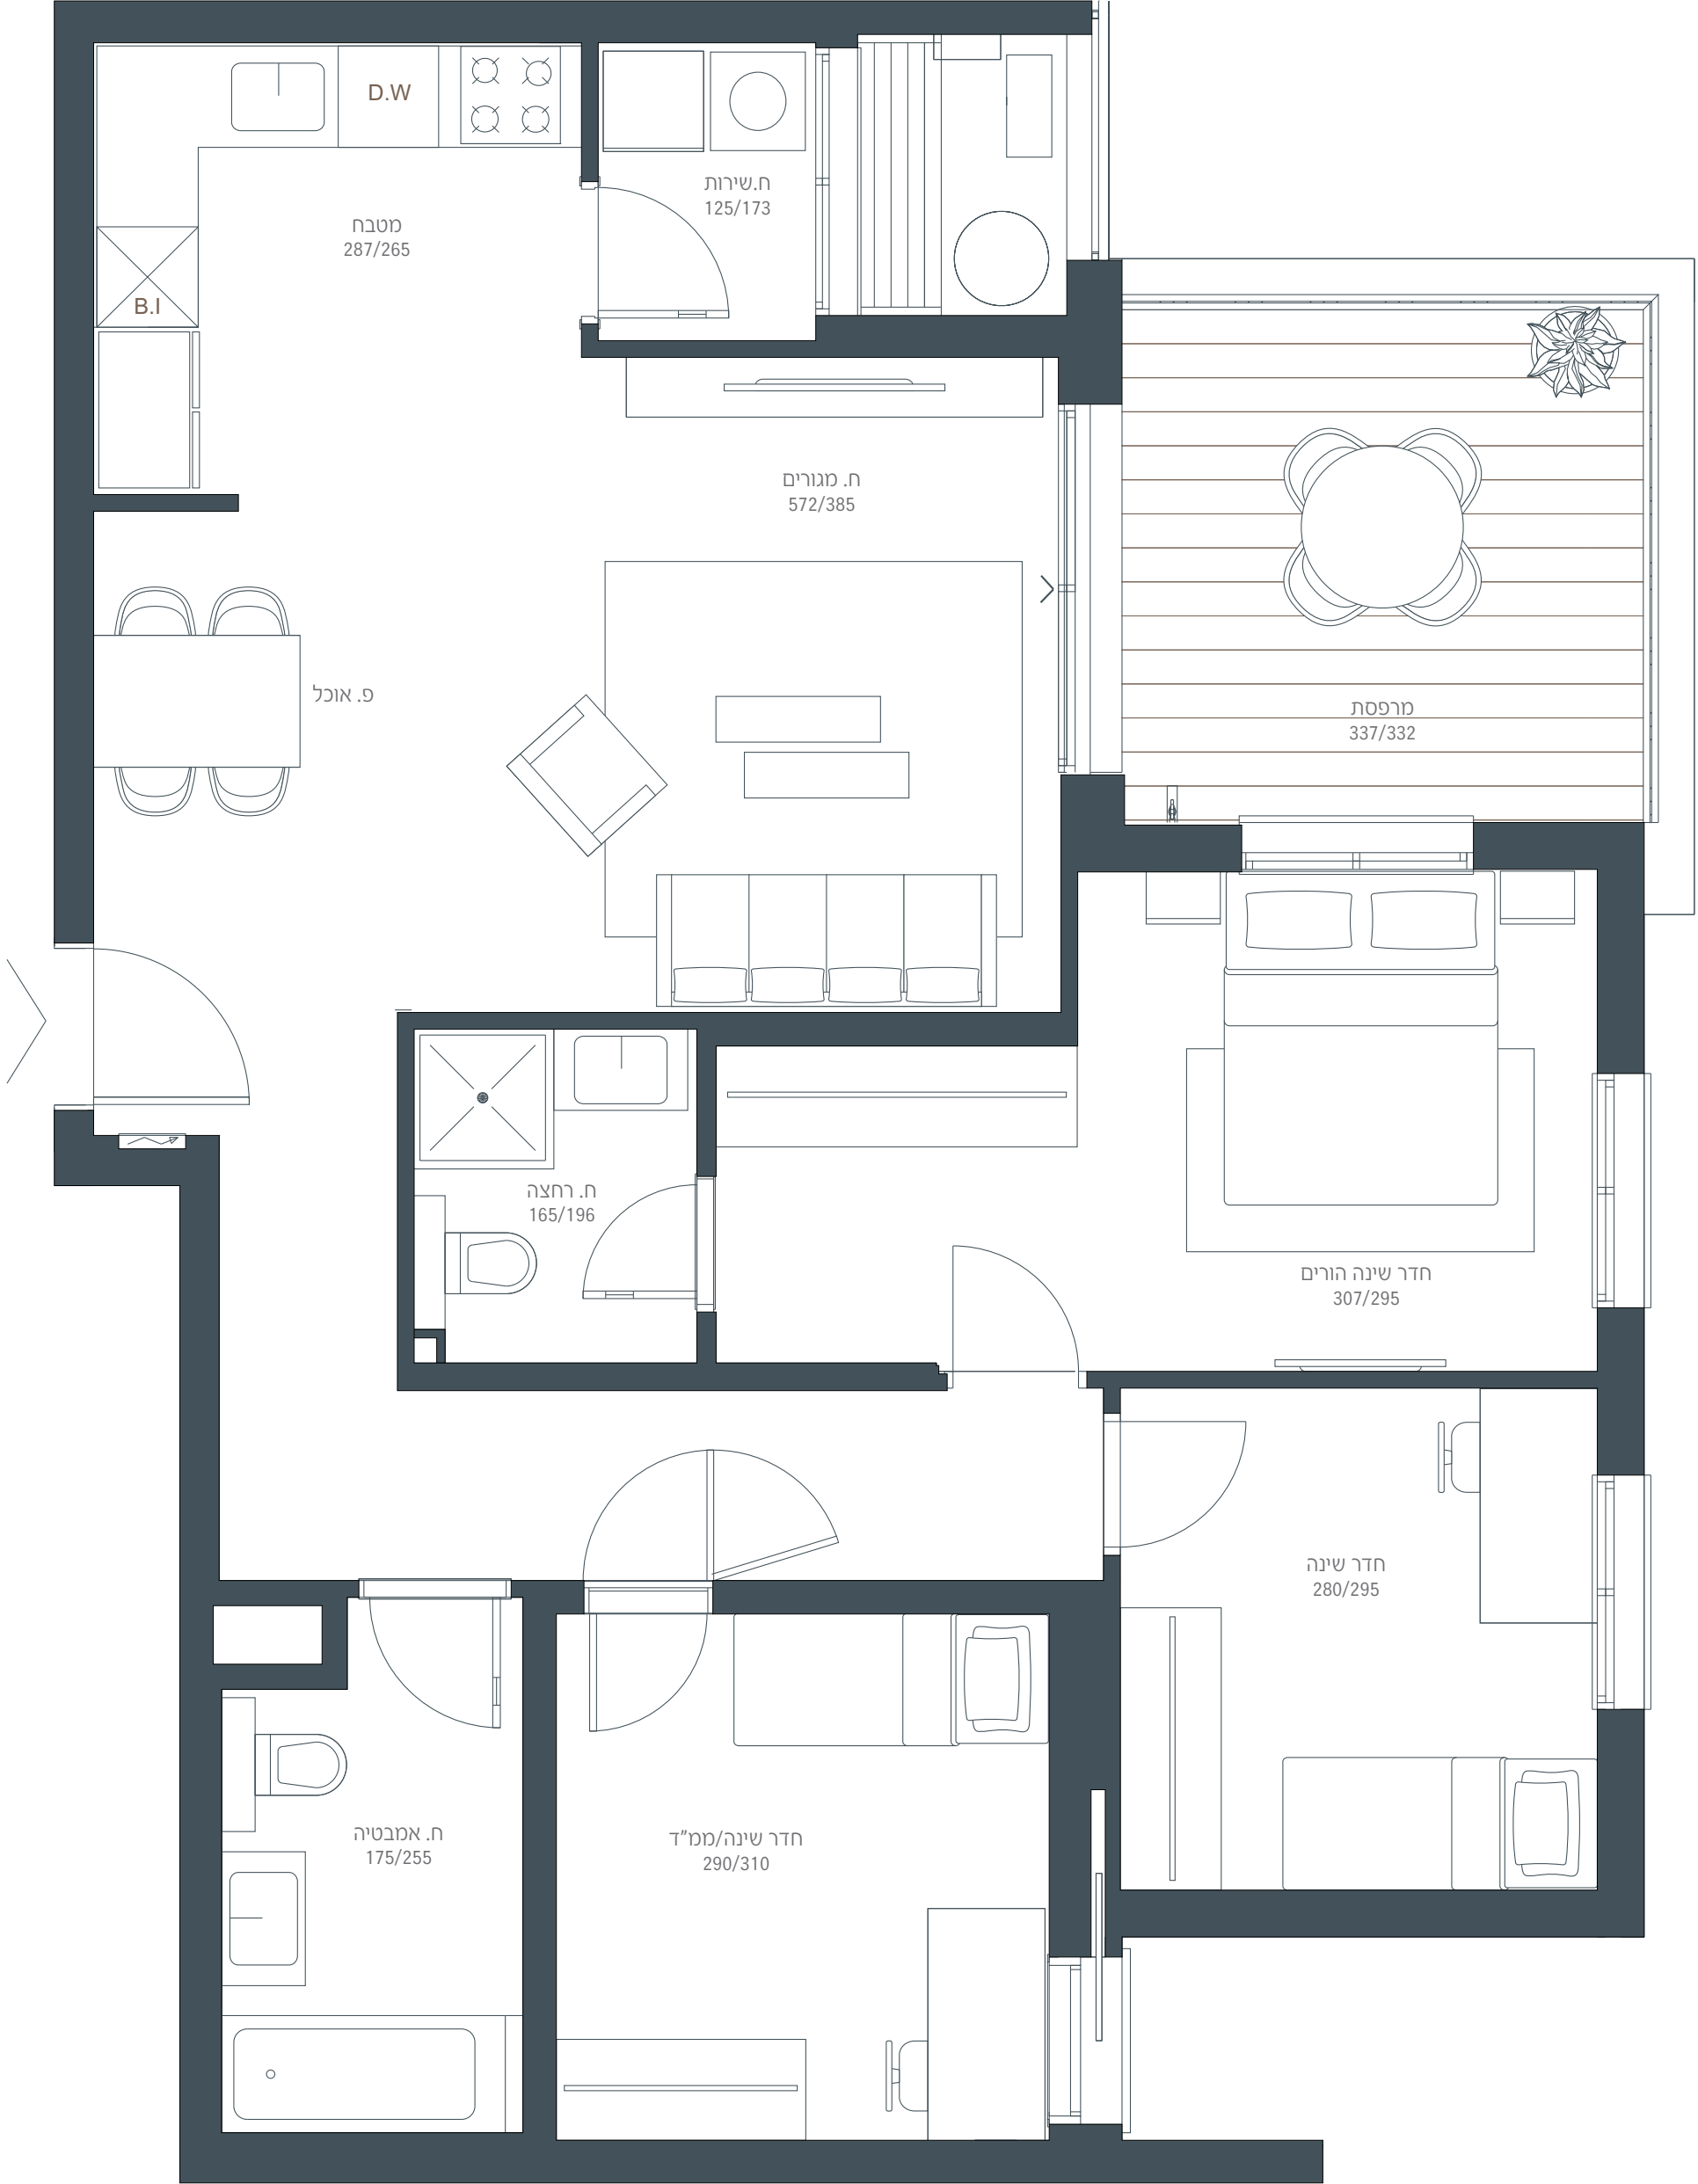 D.W
ח.שירות
125/173
מטבח
287/265
B.I
ח. מגורים
572/385
פ. אוכל
מרפסת
337/332
ח. רחצה
165/196
חדר שינה הורים
307/295
חדר שינה
280/295
ח. אמבטיה
175/255
חדר שינה/ממ"ד
290/310